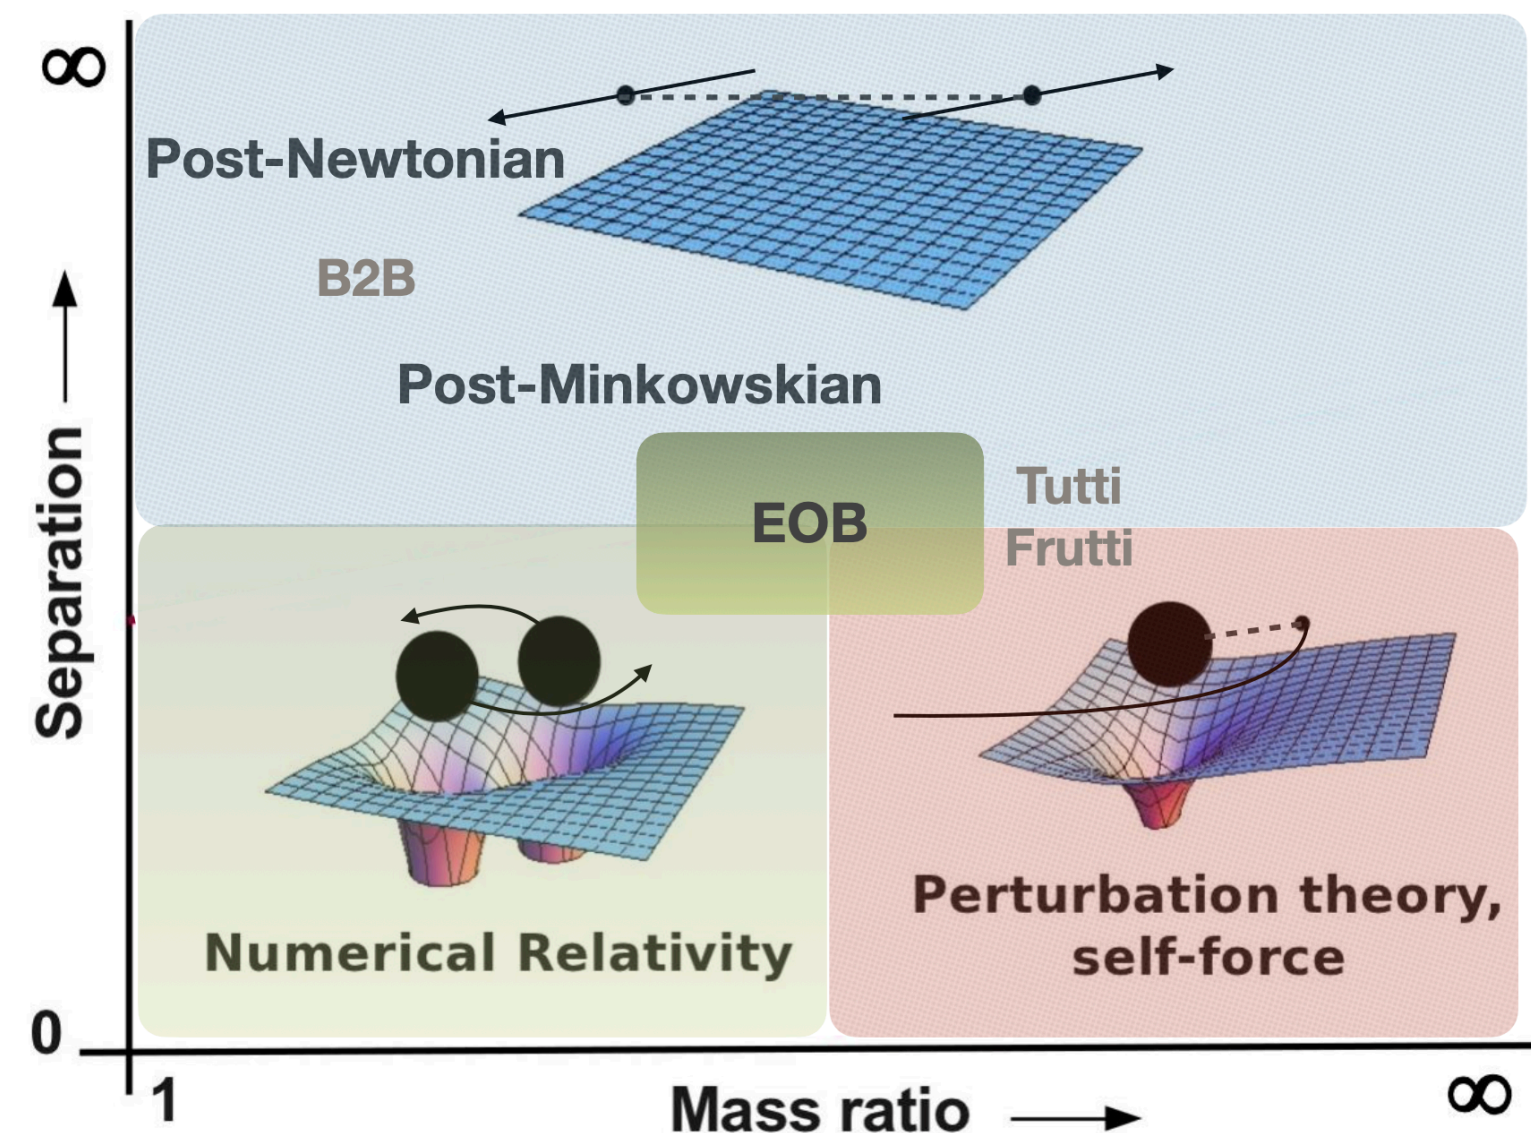 ∞
Post-Newtonian
B2B
Post-Minkowskian
Separation
EOB
Tutti
Frutti
Numerical Relativity
Perturbation theory,
self-force
0
1
Mass ratio
∞